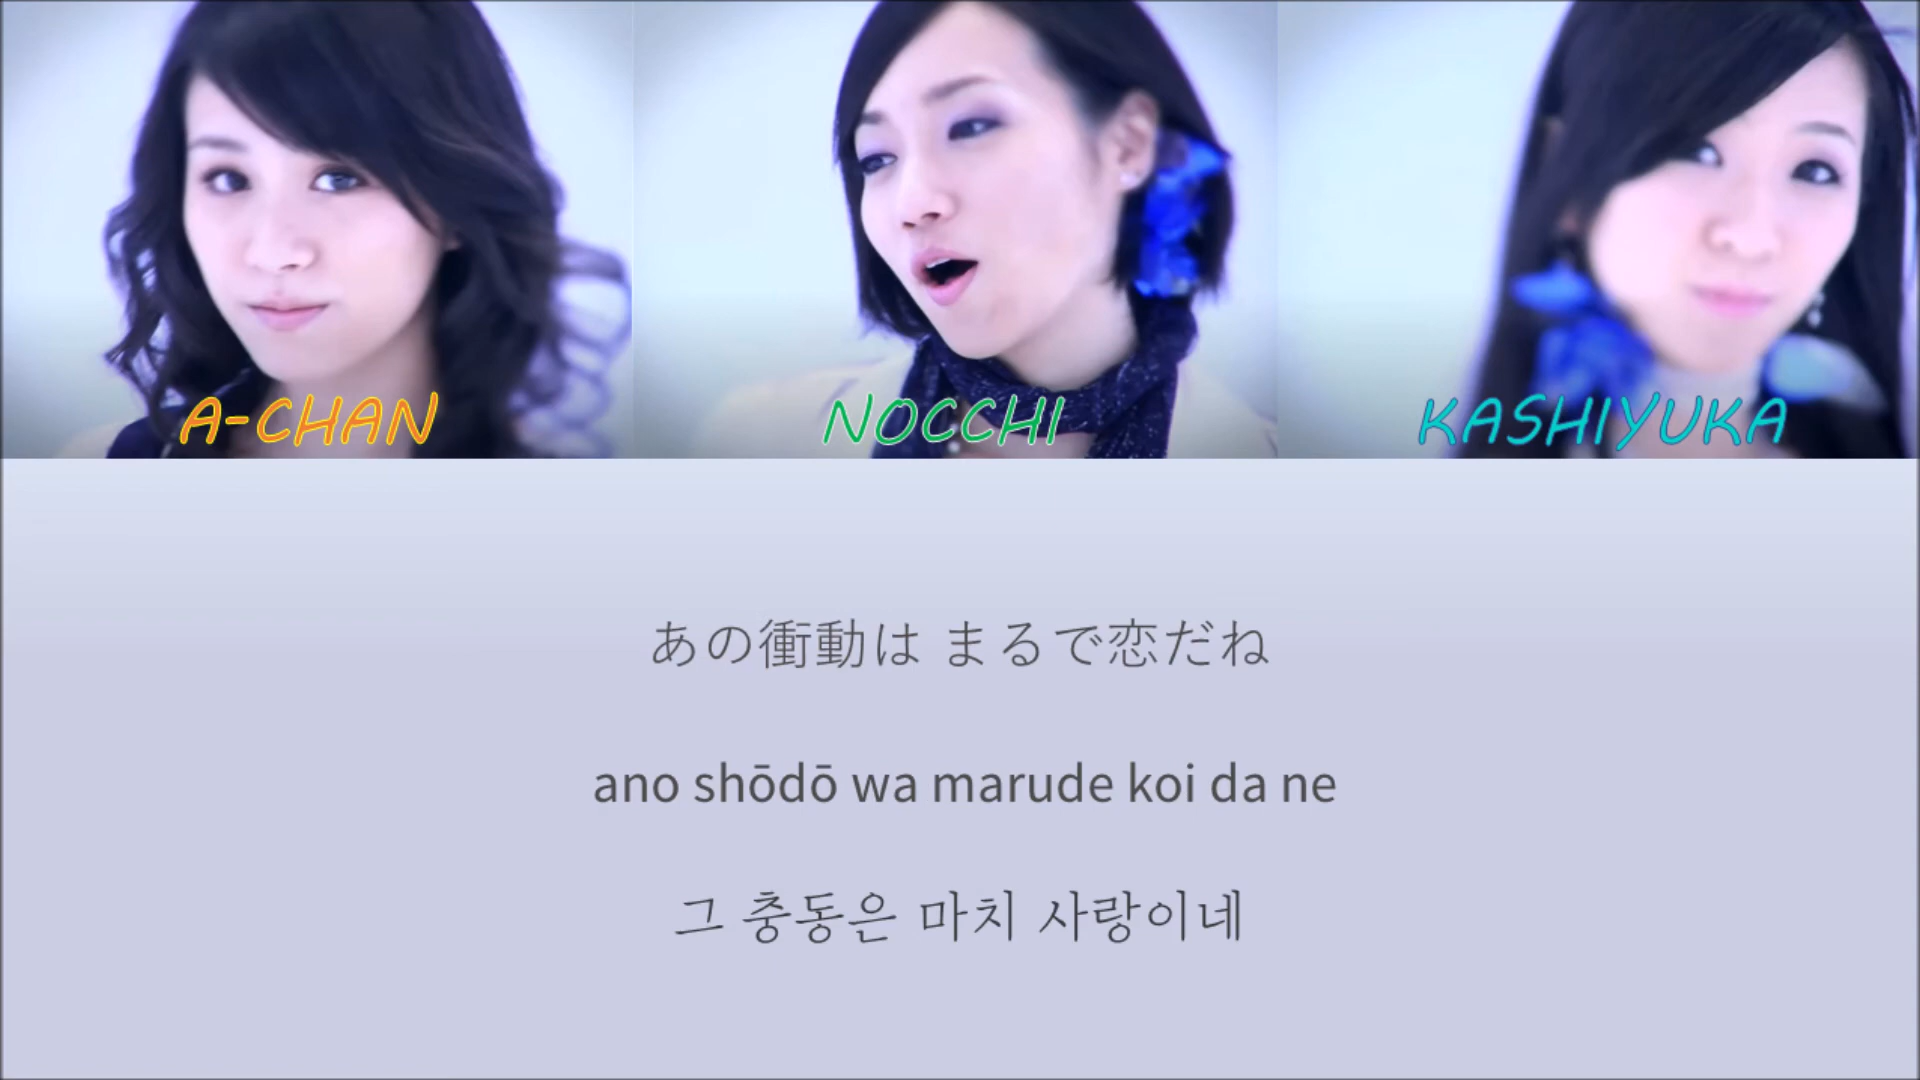 A-CHAN
NOCCHI
KASHIYUKA
あの衝動は まるで恋だね
ano shōdō wa marude koi da ne
그 충동은 마치 사랑이네